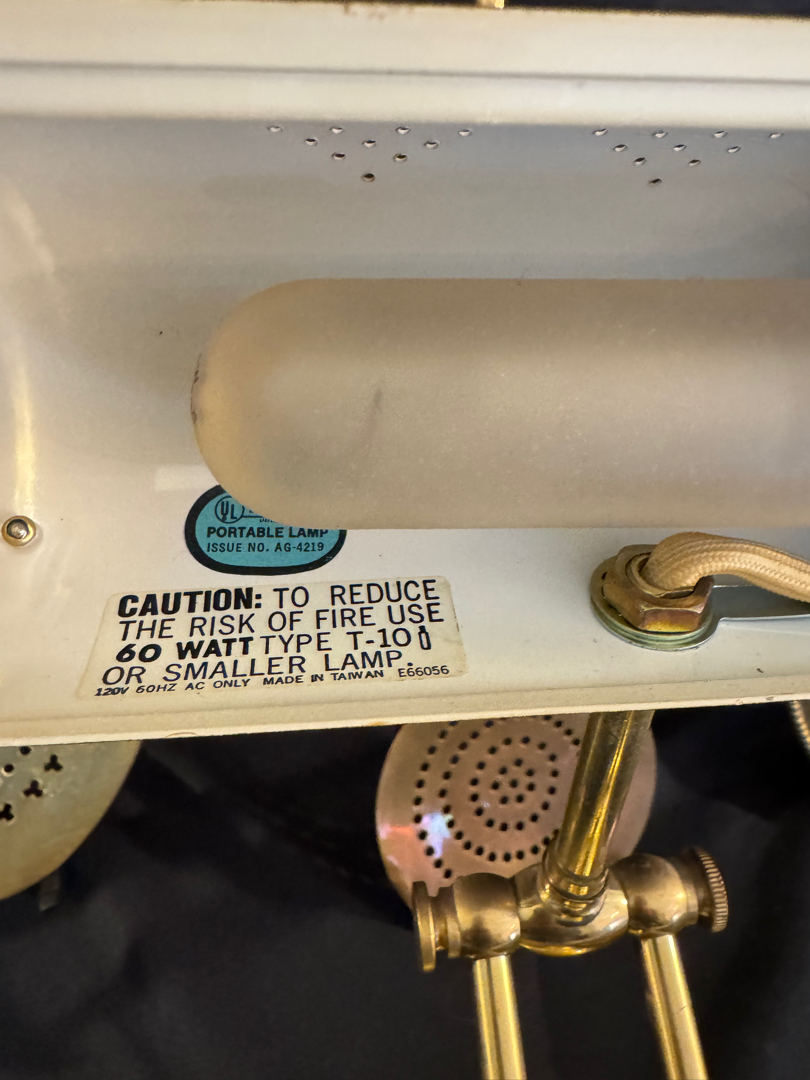 UL
PORTABLE LAMP
ISSUE NO. AG-4219
CAUTION: TO REDUCE
THE RISK OF FIRE USE
60 WATT TYPE T-10
OR SMALLER LAMP.
120V 60HZ AC ONLY MADE IN TAIWAN E66056